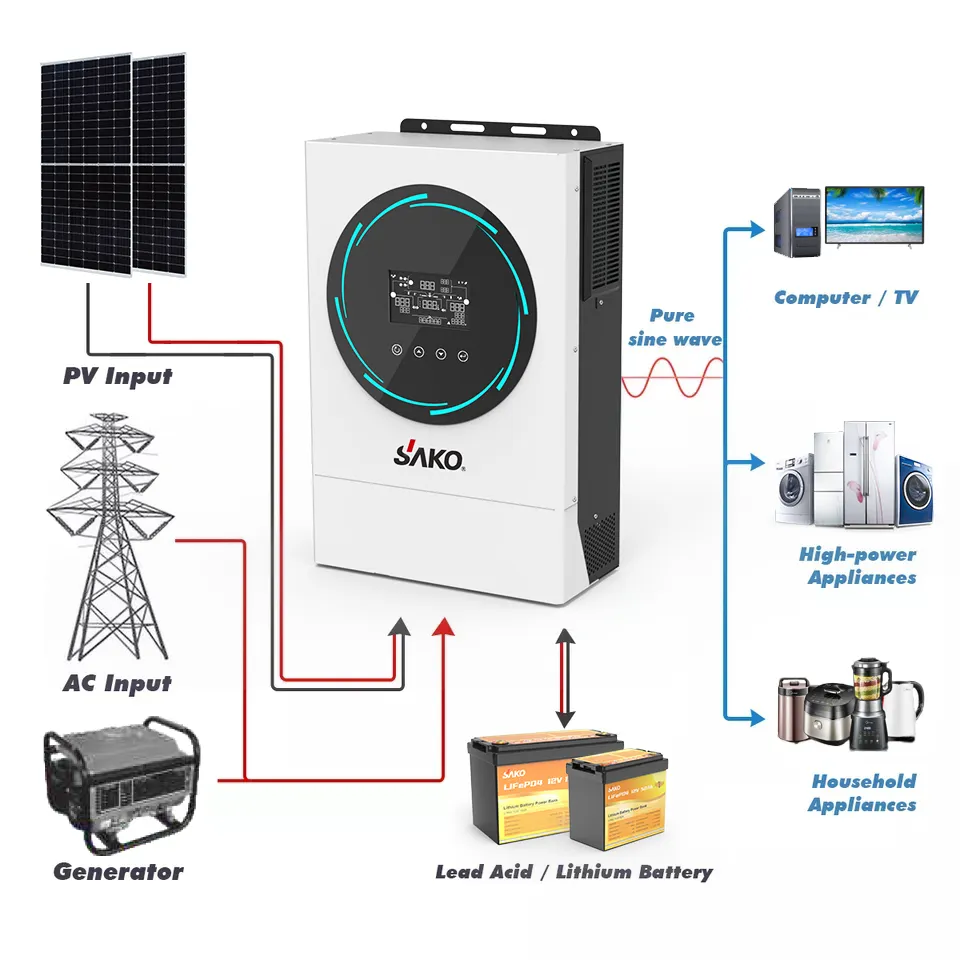 PV Input
AC Input
Generator
SAKO®
Pure
sine wave
Computer / TV
High-power
Appliances
Household
Appliances
SAKO
LiFePO4 12V
Lithium Battery Power Bank
SAKO
LiFePO4 12V
Lithium Battery Power Bank
Lead Acid / Lithium Battery